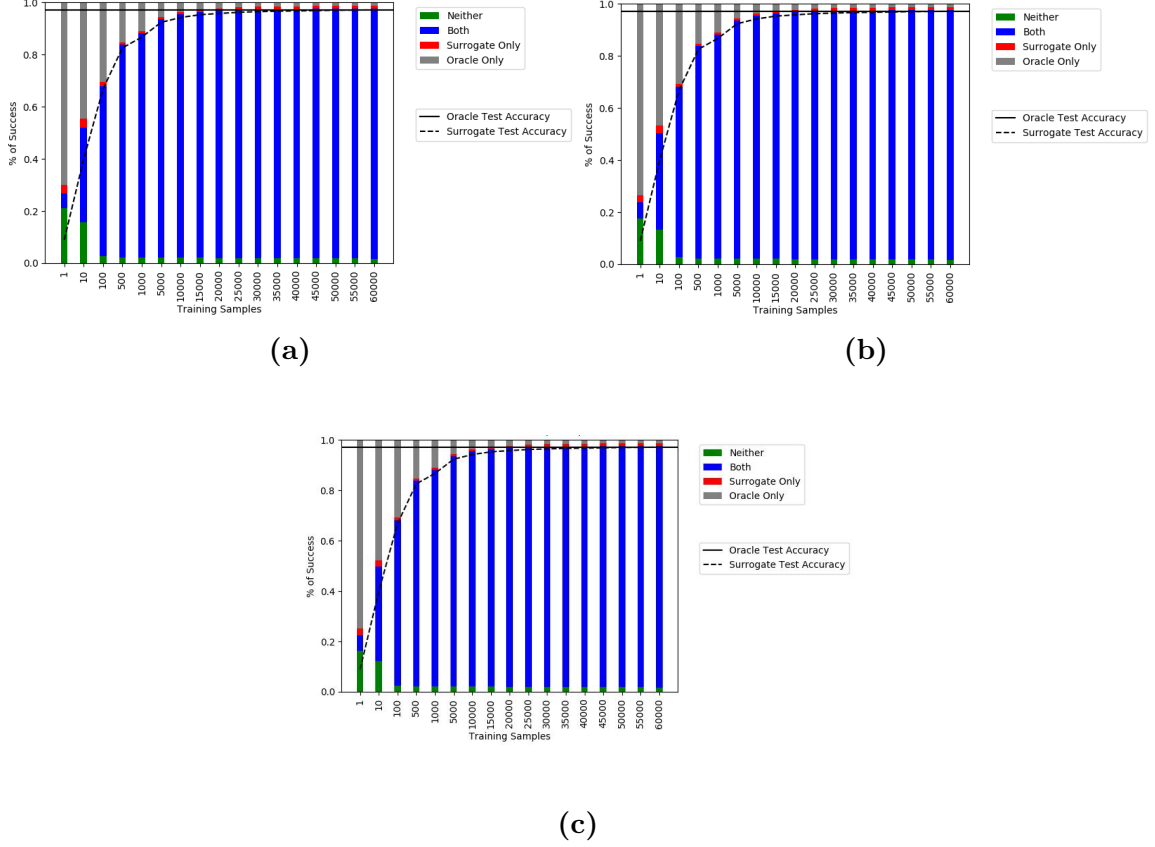 1.0
0.8
0.6
0.4
0.2
0.0
% of Success
1
10
100
500
1000
5000
10000
15000
20000
25000
30000
35000
40000
45000
50000
55000
60000
Training Samples
Neither
Both
Surrogate Only
Oracle Only
Oracle Test Accuracy
Surrogate Test Accuracy
(a)
1.0
0.8
0.6
0.4
0.2
0.0
% of Success
1
10
100
500
1000
5000
10000
15000
20000
25000
30000
35000
40000
45000
50000
55000
60000
Training Samples
Neither
Both
Surrogate Only
Oracle Only
Oracle Test Accuracy
Surrogate Test Accuracy
(b)
1.0
0.8
0.6
0.4
0.2
0.0
% of Success
1
10
100
500
1000
5000
10000
15000
20000
25000
30000
35000
40000
45000
50000
55000
60000
Training Samples
Neither
Both
Surrogate Only
Oracle Only
Oracle Test Accuracy
Surrogate Test Accuracy
(c)